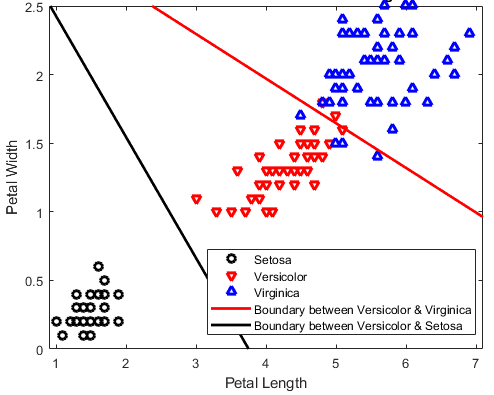 2.5
2
1.5
1
0.5
0
Petal Width
Setosa
Versicolor
Virginica
Boundary between Versicolor & Virginica
Boundary between Versicolor & Setosa
1 2 3 4 5 6 7
Petal Length